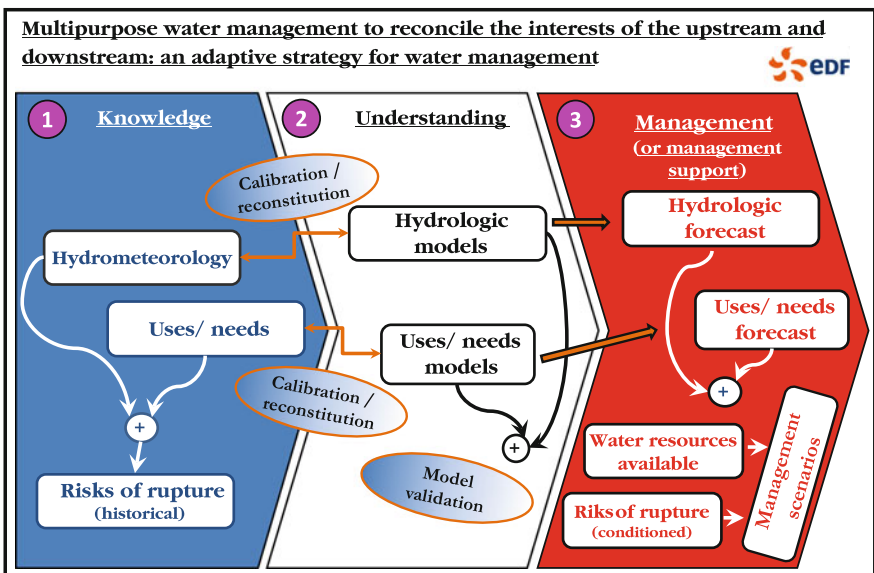 Multipurpose water management to reconcile the interests of the upstream and
downstream: an adaptive strategy for water management
eDF
1
Knowledge
2
Understanding
3
Management
(or management
support)
Calibration /
reconstitution
Hydrologic
models
Hydrologic
forecast
Hydrometeorology
Uses/ needs
Uses/ needs
models
Uses/ needs
forecast
Calibration /
reconstitution
+
+
+
Risks of rupture
(historical)
Model
validation
Water resources
available
Riks of rupture
(conditioned)
Management
scenarios